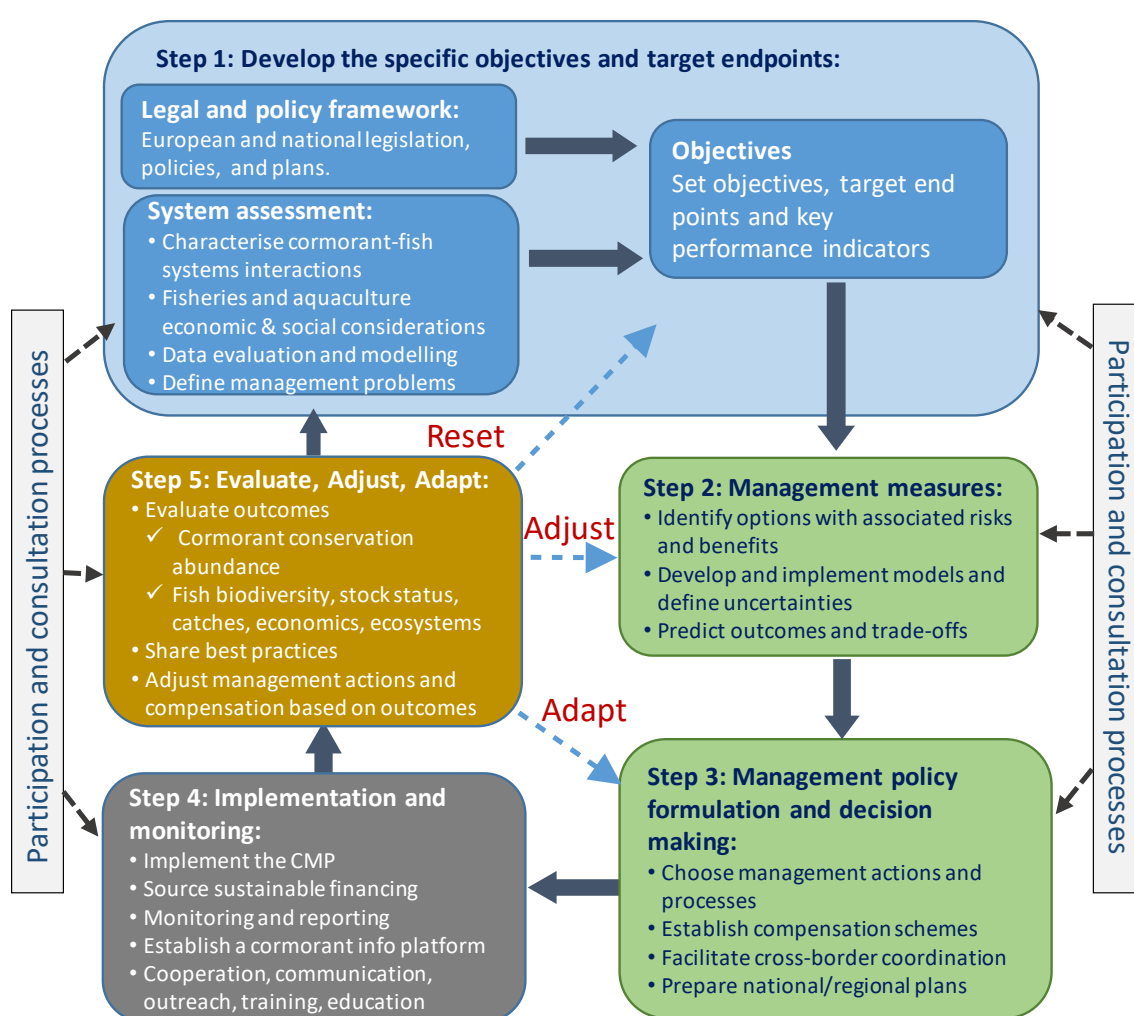 Step 1: Develop the specific objectives and target endpoints:
Legal and policy framework:
European and national legislation,
policies, and plans.
System assessment:
• Characterise cormorant-fish
systems interactions
• Fisheries and aquaculture
economic & social considerations
• Data evaluation and modelling
• Define management problems
Objectives
Set objectives, target end
points and key
performance indicators
Participation and consultation processes
Participation and consultation processes
Reset
Adjust
Adapt
Step 2: Management measures:
• Identify options with associated risks
and benefits
• Develop and implement models and
define uncertainties
• Predict outcomes and trade-offs
Step 3: Management policy
formulation and decision
making:
• Choose management actions and
processes
• Establish compensation schemes
• Facilitate cross-border coordination
• Prepare national/regional plans
Step 4: Implementation and
monitoring:
• Implement the CMP
• Source sustainable financing
• Monitoring and reporting
• Establish a cormorant info platform
• Cooperation, communication,
outreach, training, education
Step 5: Evaluate, Adjust, Adapt:
• Evaluate outcomes
✓ Cormorant conservation
abundance
✓ Fish biodiversity, stock status,
catches, economics, ecosystems
• Share best practices
• Adjust management actions and
compensation based on outcomes